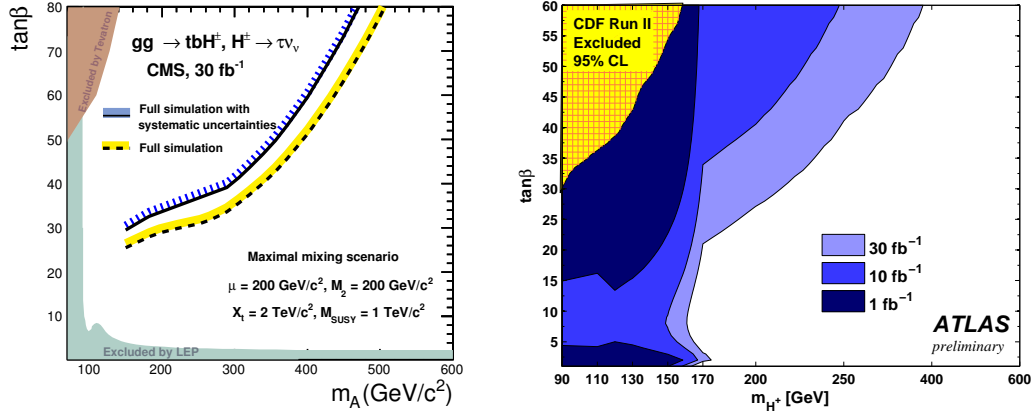 tanβ
80
70
60
50
40
30
20
10
Excluded by Tevatron
gg → tbH±, H± → τνν
CMS, 30 fb-1
Full simulation with
systematic uncertainties
Full simulation
Maximal mixing scenario
μ = 200 GeV/c², M2 = 200 GeV/c²
Xt = 2 TeV/c², MSUSY = 1 TeV/c²
Excluded by LEP
100 200 300 400 500 600
mA(GeV/c²)
tanβ
60
55
50
45
40
35
30
25
20
15
10
5
CDF Run II
Excluded
95% CL
30 fb−1
10 fb−1
1 fb−1
ATLAS
preliminary
90 110 130 150 170 200 250 400 600
mH+ [GeV]